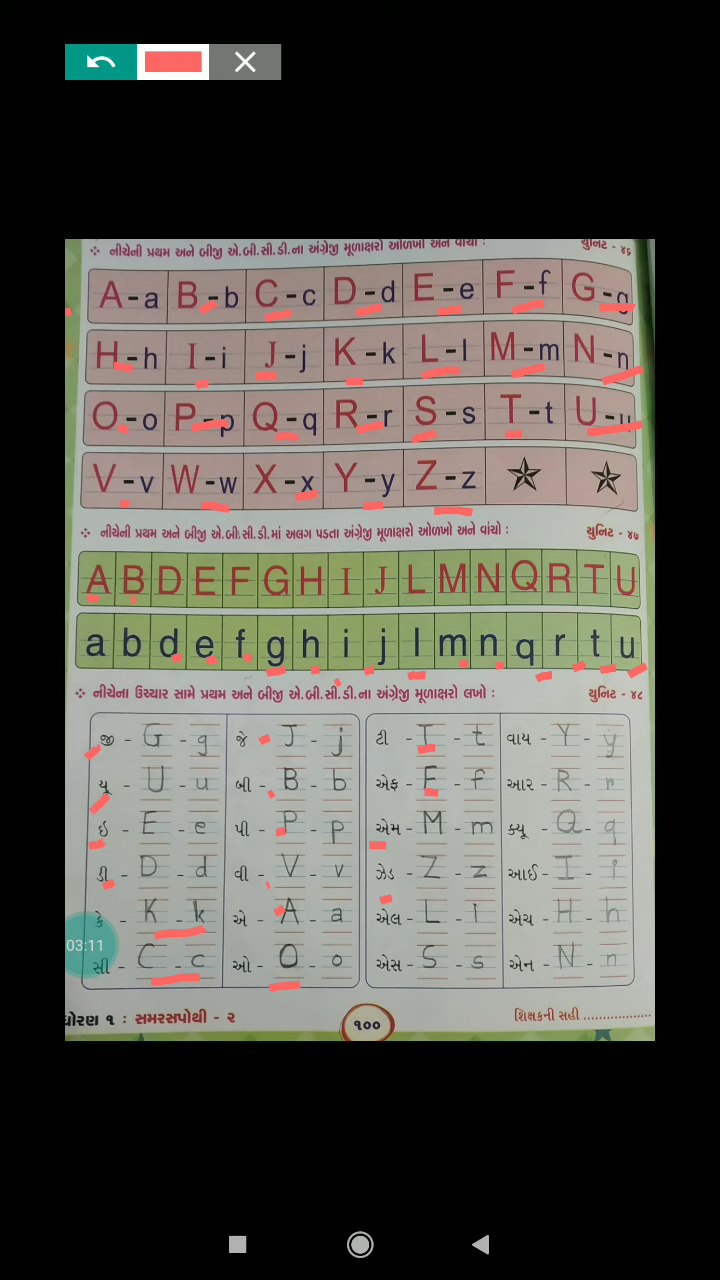 ❖ નીચેની પ્રથમ અને બીજી એ.બી.સી.ડી.ના અંગ્રેજી મૂળાક્ષરો ઓળખો અને વાંચો : યુનિટ - ૪૬
A - a B - b C - c D - d E - e F - f G - g
H - h I - i J - j K - k L - l M - m N - n
O - o P - p Q - q R - r S - s T - t U - u
V - v W - w X - x Y - y Z - z
❖ નીચેની પ્રથમ અને બીજી એ.બી.સી.ડી.માં અલગ પડતા અંગ્રેજી મૂળાક્ષરો ઓળખો અને વાંચો : યુનિટ - ૪૭
A B D E F G H I J L M N Q R T U
a b d e f g h i j l m n q r t u
❖ નીચેના ઉચ્ચાર સામે પ્રથમ અને બીજી એ.બી.સી.ડી.ના અંગ્રેજી મૂળાક્ષરો લખો : યુનિટ - ૪૮
જી - G - g જે - J - j ટી - T - t વાય - Y - y
યૂ - U - u બી - B - b એફ - F - f આર - R - r
ઇ - E - e પી - P - p એમ - M - m ક્યૂ - Q - q
ડી - D - d વી - V - v ઝેડ - Z - z આઈ - I - i
કે - K - k એ - A - a એલ - L - l એચ - H - h
03:11
સી - C - c ઓ - O - o એસ - S - s એન - N - n
ધોરણ ૧ : સમરસપોથી - ૨ ૧૦૦ શિક્ષકની સહી .................